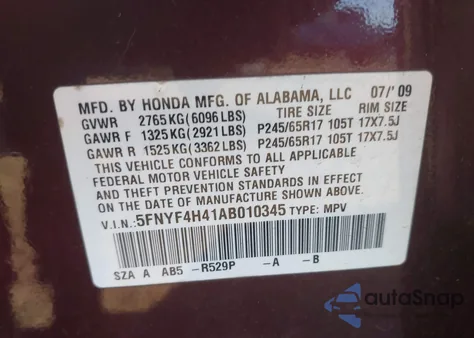 MFD. BY HONDA MFG. OF ALABAMA, LLC 07/'09
GVWR 2765KG(6096LBS) TIRE SIZE RIM SIZE
GAWR F 1325KG(2921LBS) P245/65R17 105T 17X7.5J
GAWR R 1525KG(3362LBS) P245/65R17 105T 17X7.5J
THIS VEHICLE CONFORMS TO ALL APPLICABLE
FEDERAL MOTOR VEHICLE SAFETY
AND THEFT PREVENTION STANDARDS IN EFFECT
ON THE DATE OF MANUFACTURE SHOWN ABOVE.
V.I.N: 5FNYF4H41AB010345 TYPE: MPV
SZA A AB5 -R529P -A -B
autoSnap